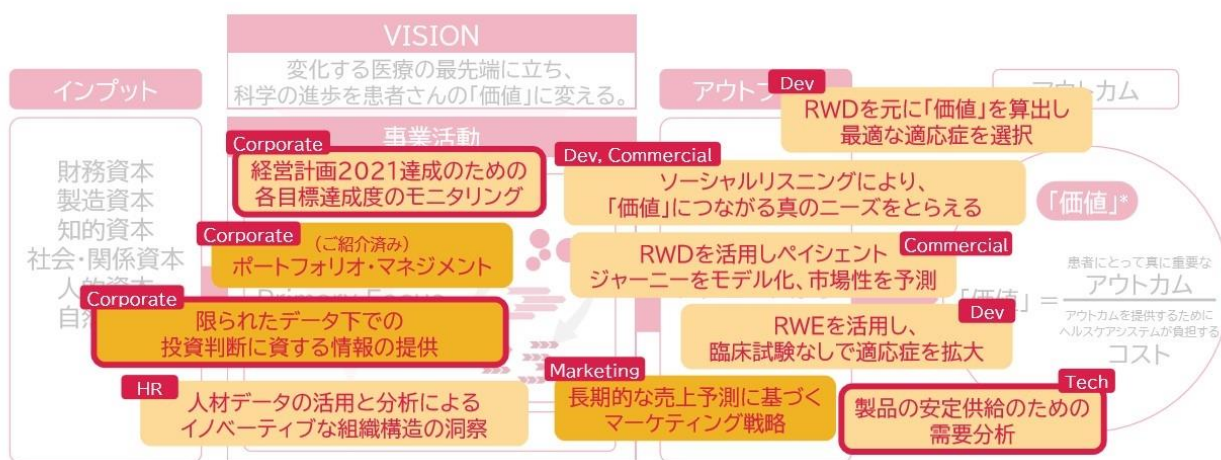 VISION
変化する医療の最先端に立ち、
科学の進歩を患者さんの「価値」に変える。
インプット
財務資本
製造資本
知的資本
社会・関係資本
事業活動
Corporate
経営計画2021達成のための
各目標達成度のモニタリング
Corporate
(ご紹介済み)
ポートフォリオ・マネジメント
Corporate
限られたデータ下での
投資判断に資する情報の提供
HR
人材データの活用と分析による
イノベーティブな組織構造の洞察
Dev
RWDを元に「価値」を算出し
最適な適応症を選択
Dev, Commercial
ソーシャルリスニングにより、
「価値」につながる真のニーズをとらえる
Commercial
RWDを活用しペイシェント
ジャーニーをモデル化、市場性を予測
Dev
RWEを活用し、
臨床試験なしで適応症を拡大
Marketing
長期的な売上予測に基づく
マーケティング戦略
Tech
製品の安定供給のための
需要分析
「価値」*
「価値」 =
患者にとって真に重要な
アウトカム
アウトカムを提供するために
ヘルスケアシステムが負担する
コスト